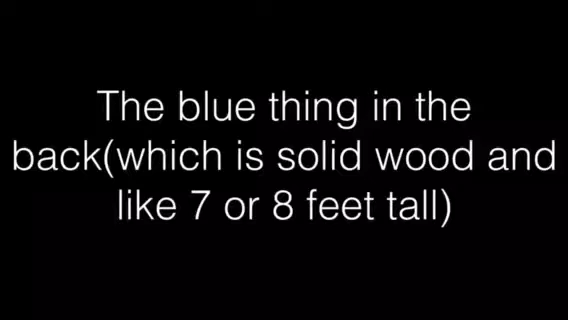 The blue thing in the
back(which is solid wood and
like 7 or 8 feet tall)